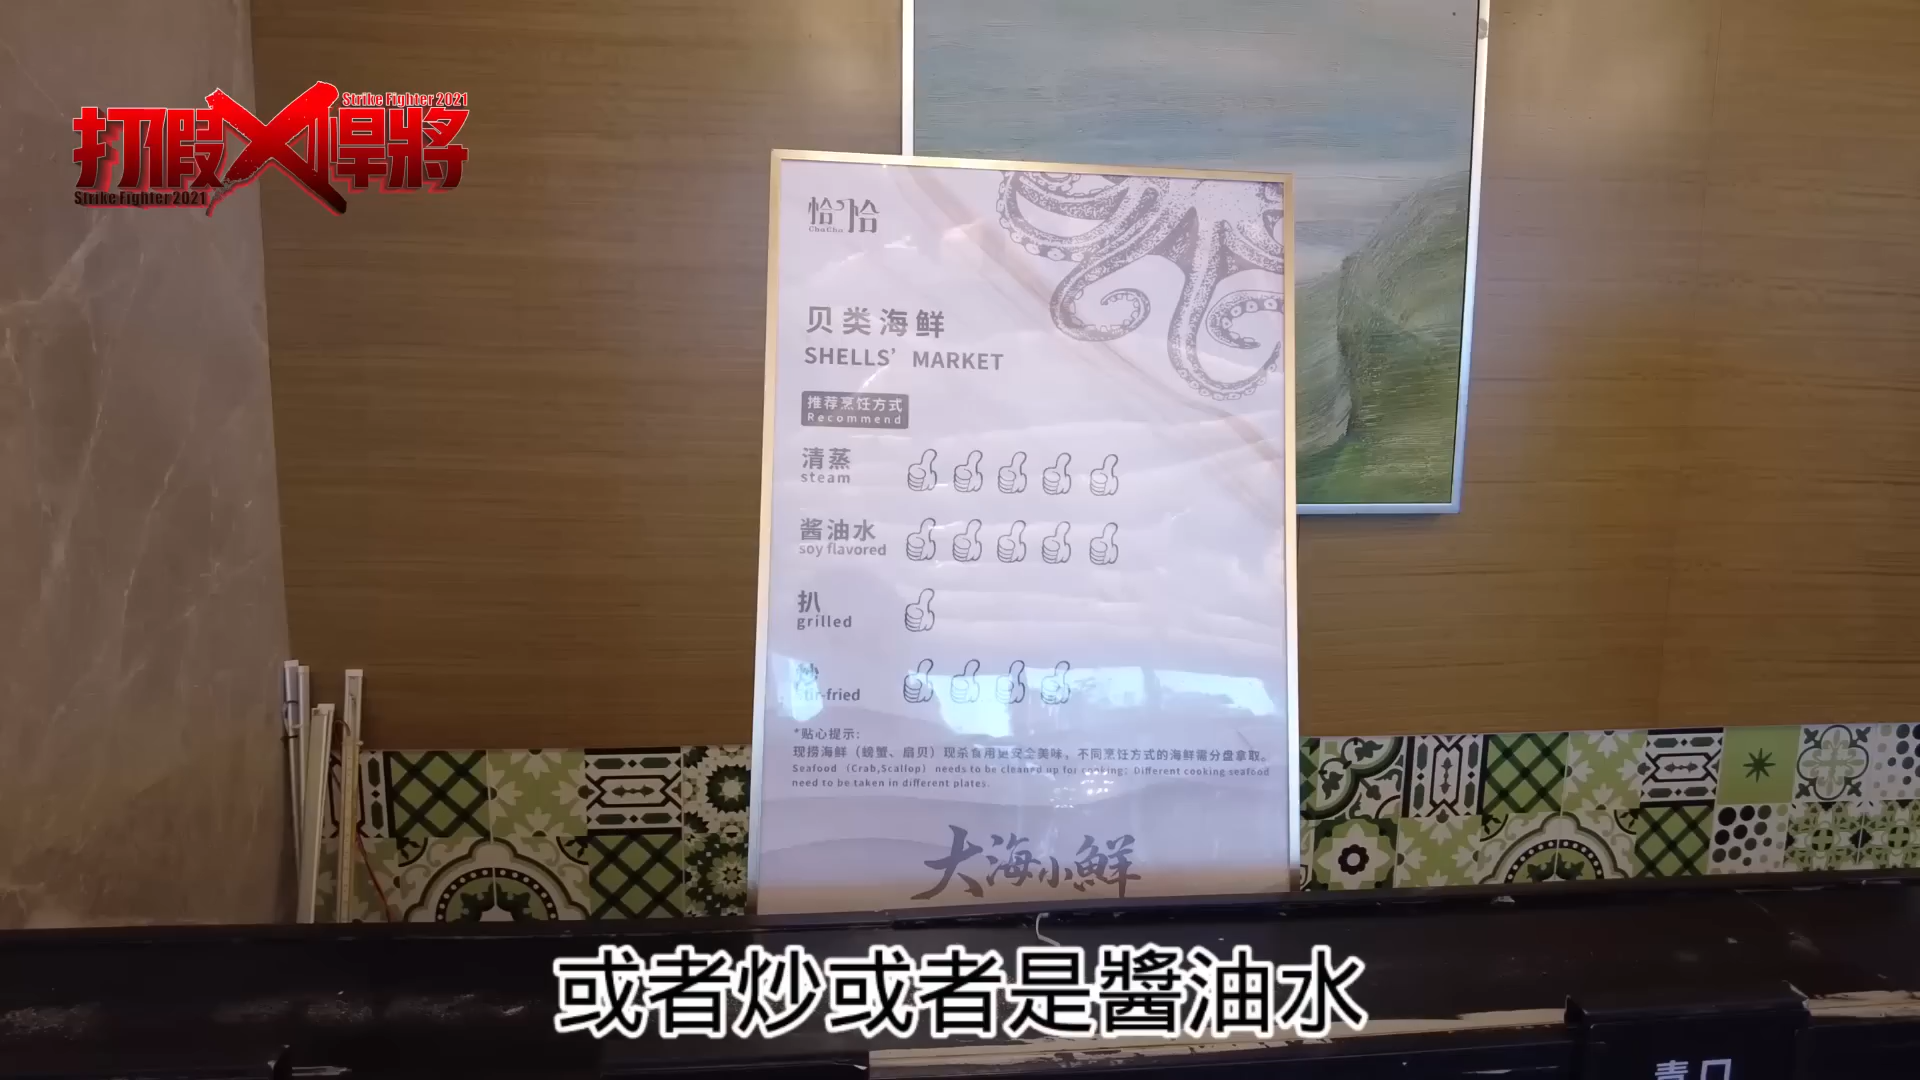 Strike Fighter 2021
打假悍將
Strike Fighter 2021
恰恰
ChaCha
贝类海鲜
SHELLS’ MARKET
推荐烹饪方式
Recommend
清蒸
steam
酱油水
soy flavored
扒
grilled
炒
stir-fried
*贴心提示:
现捞海鲜（螃蟹、扇贝）现杀食用更安全美味，不同烹饪方式的海鲜需分盘拿取。
Seafood （Crab,Scallop） needs to be cleaned up for cooking; Different cooking seafood
need to be taken in different plates.
大海小鲜
或者炒或者是醬油水
青口